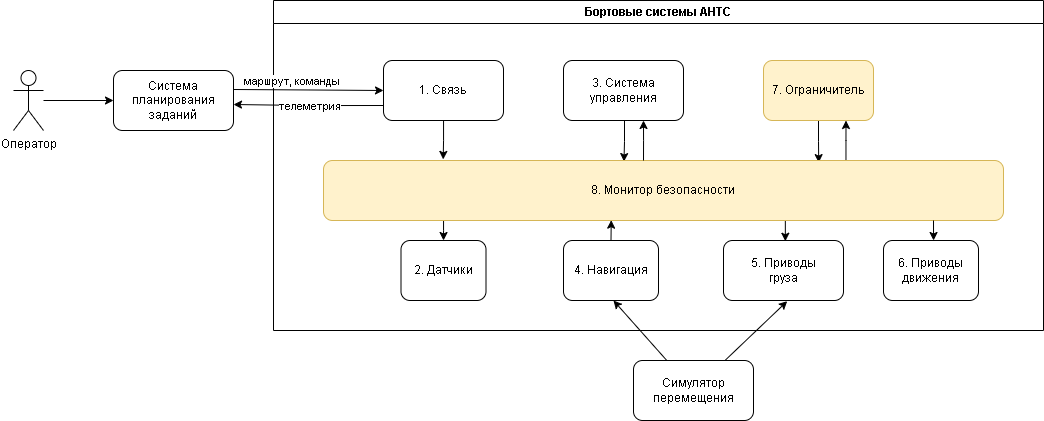 Бортовые системы АНТС
Оператор
Система
планирования
заданий
маршрут, команды
телеметрия
1. Связь
3. Система
управления
7. Ограничитель
8. Монитор безопасности
2. Датчики
4. Навигация
5. Приводы
груза
6. Приводы
движения
Симулятор
перемещения